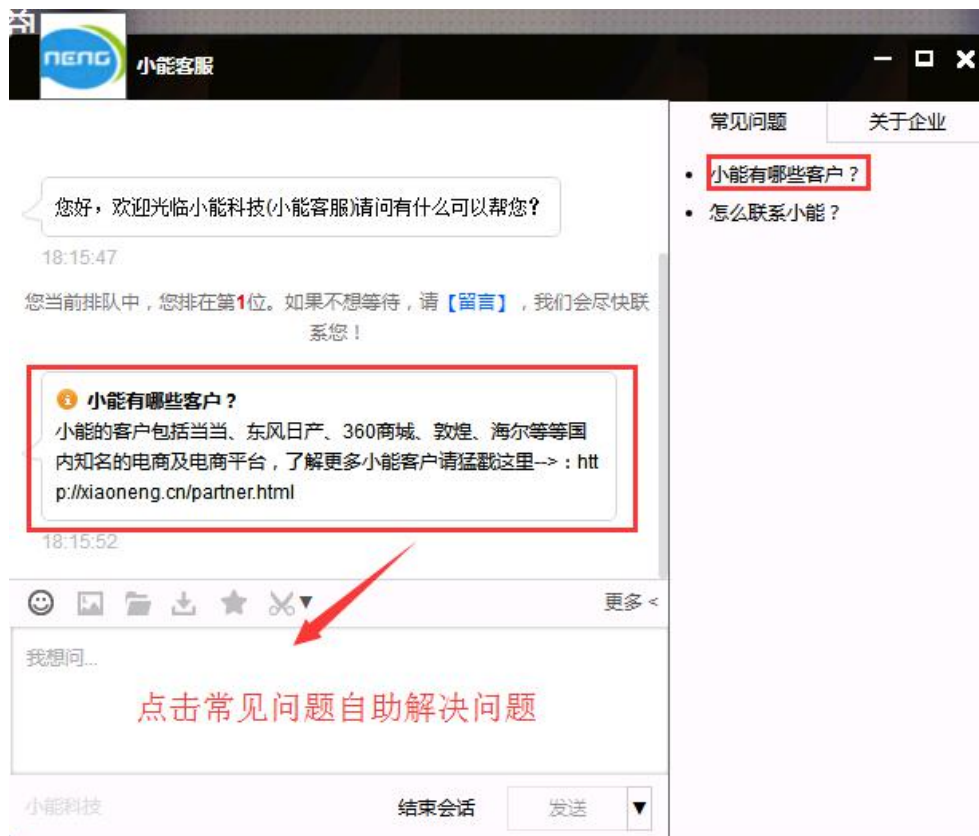 neng
小能客服
常见问题
关于企业
小能有哪些客户？
怎么联系小能？
您好，欢迎光临小能科技(小能客服)请问有什么可以帮您？
18:15:47
您当前排队中，您排在第1位。如果不想等待，请【留言】，我们会尽快联
系您！
小能有哪些客户？
小能的客户包括当当、东风日产、360商城、敦煌、海尔等等国
内知名的电商及电商平台，了解更多小能客户请猛戳这里-->：htt
p://xiaoneng.cn/partner.html
18:15:52
更多 <
我想问...
点击常见问题自助解决问题
小能科技
结束会话
发送